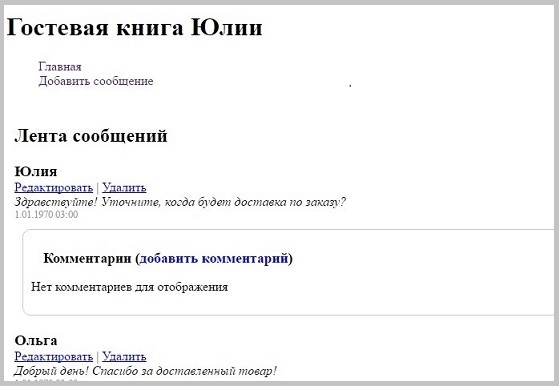 Гостевая книга Юлии
Главная
Добавить сообщение
Лента сообщений
Юлия
Редактировать | Удалить
Здравствуйте! Уточните, когда будет доставка по заказу?
1.01.1970 03:00
Комментарии (добавить комментарий)
Нет комментариев для отображения
Ольга
Редактировать | Удалить
Добрый день! Спасибо за доставленный товар!